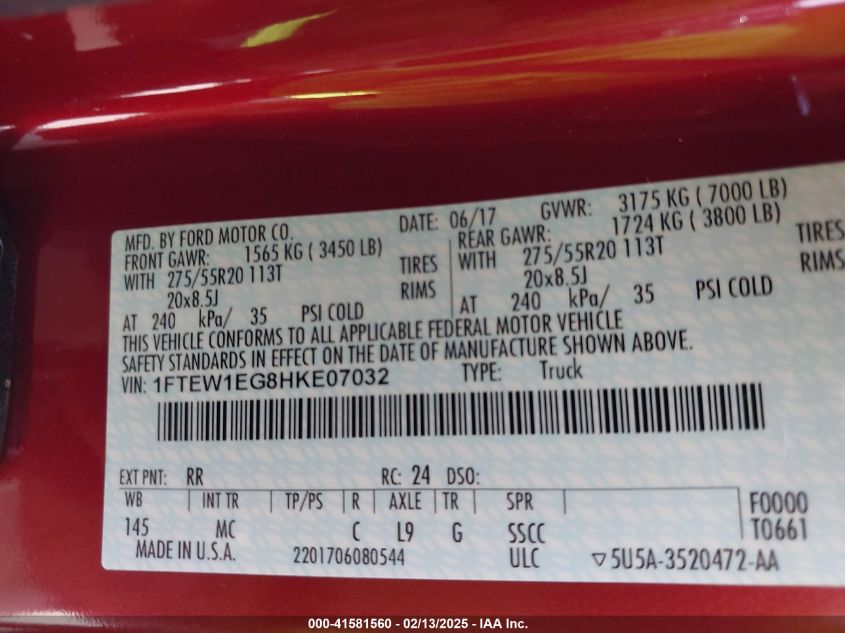 MFD. BY FORD MOTOR CO. DATE: 06/17 GVWR: 3175 KG ( 7000 LB)
FRONT GAWR: 1565 KG ( 3450 LB) REAR GAWR: 1724 KG ( 3800 LB)
WITH 275/55R20 113T TIRES WITH 275/55R20 113T TIRES
20x8.5J RIMS 20x8.5J RIMS
AT 240 kPa/ 35 PSI COLD AT 240 kPa/ 35 PSI COLD
THIS VEHICLE CONFORMS TO ALL APPLICABLE FEDERAL MOTOR VEHICLE
SAFETY STANDARDS IN EFFECT ON THE DATE OF MANUFACTURE SHOWN ABOVE.
VIN: 1FTEW1EG8HKE07032 TYPE: Truck
EXT PNT: RR RC: 24 DSO:
WB INT TR TP/PS R AXLE TR SPR F0000
145 MC C L9 G SSCC T0661
MADE IN U.S.A. 2201706080544 ULC ▽5U5A-3520472-AA
000-41581560 - 02/13/2025 - IAA Inc.